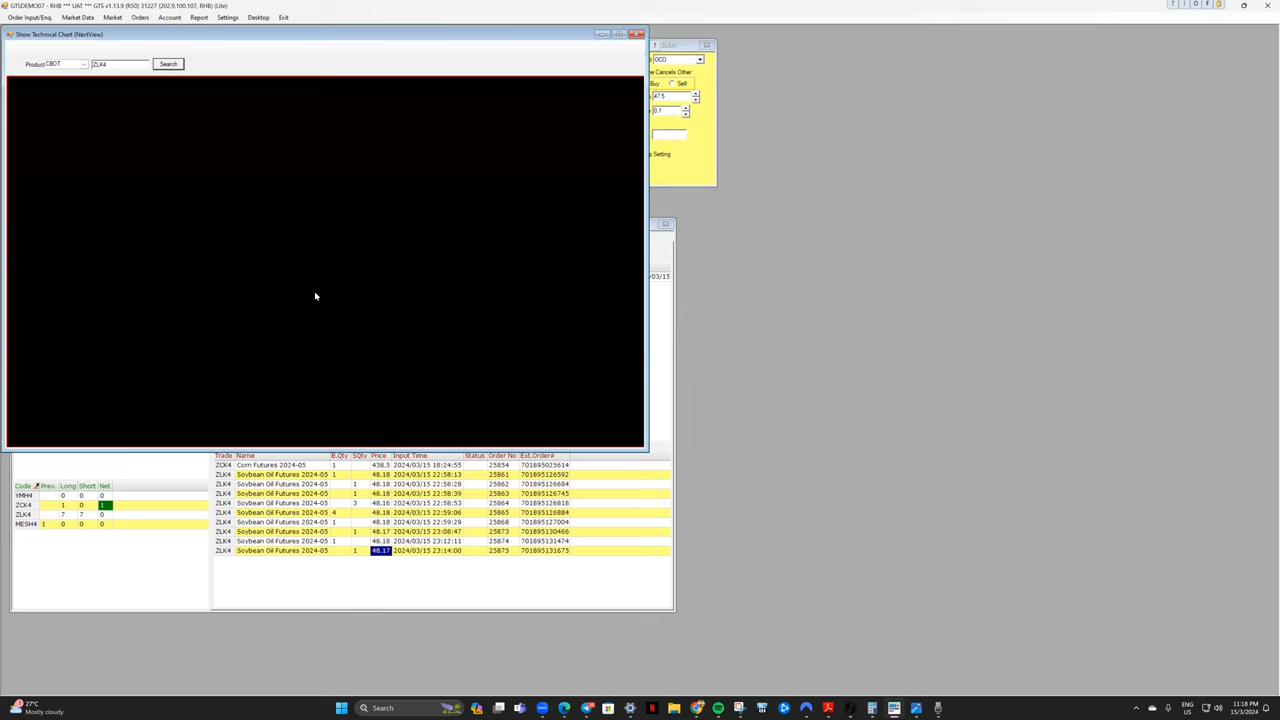 GTSDEMO07 - RHB *** UAT *** GTS v1.13.9 (R50) 31227 (202.9.100.107, RHB) (Lite)
Order Input/Enq. Market Data Market Orders Account Report Settings Desktop Exit
Show Technical Chart (NextView)
Product CBOT ZLK4 Search
ZLK4
OCO
e Cancels Other
Buy Sell
47.5
0.1
p Setting
/03/15
Trade Name B.Qty SQty Price Input Time Status Order No Ext.Order#
ZCK4 Corn Futures 2024-05 1 438.5 2024/03/15 18:24:55 25854 701895025614
ZLK4 Soybean Oil Futures 2024-05 1 48.18 2024/03/15 22:58:13 25861 701895126592
ZLK4 Soybean Oil Futures 2024-05 1 48.18 2024/03/15 22:58:28 25862 701895126684
ZLK4 Soybean Oil Futures 2024-05 1 48.18 2024/03/15 22:58:39 25863 701895126745
ZLK4 Soybean Oil Futures 2024-05 3 48.16 2024/03/15 22:58:53 25864 701895126818
ZLK4 Soybean Oil Futures 2024-05 4 48.18 2024/03/15 22:59:06 25866 701895126884
ZLK4 Soybean Oil Futures 2024-05 1 48.18 2024/03/15 22:59:29 25868 701895127004
ZLK4 Soybean Oil Futures 2024-05 1 48.17 2024/03/15 23:08:47 25873 701895130466
ZLK4 Soybean Oil Futures 2024-05 1 48.18 2024/03/15 23:12:11 25874 701895131474
ZLK4 Soybean Oil Futures 2024-05 1 48.17 2024/03/15 23:14:00 25875 701895131675
Code Prev. Long Short Net
YMH4 0 0 0
ZCK4 1 0 1
ZLK4 7 7 0
MESH4 1 0 0 0
27°C
Mostly cloudy
Search
ENG
US
11:18 PM
15/3/2024